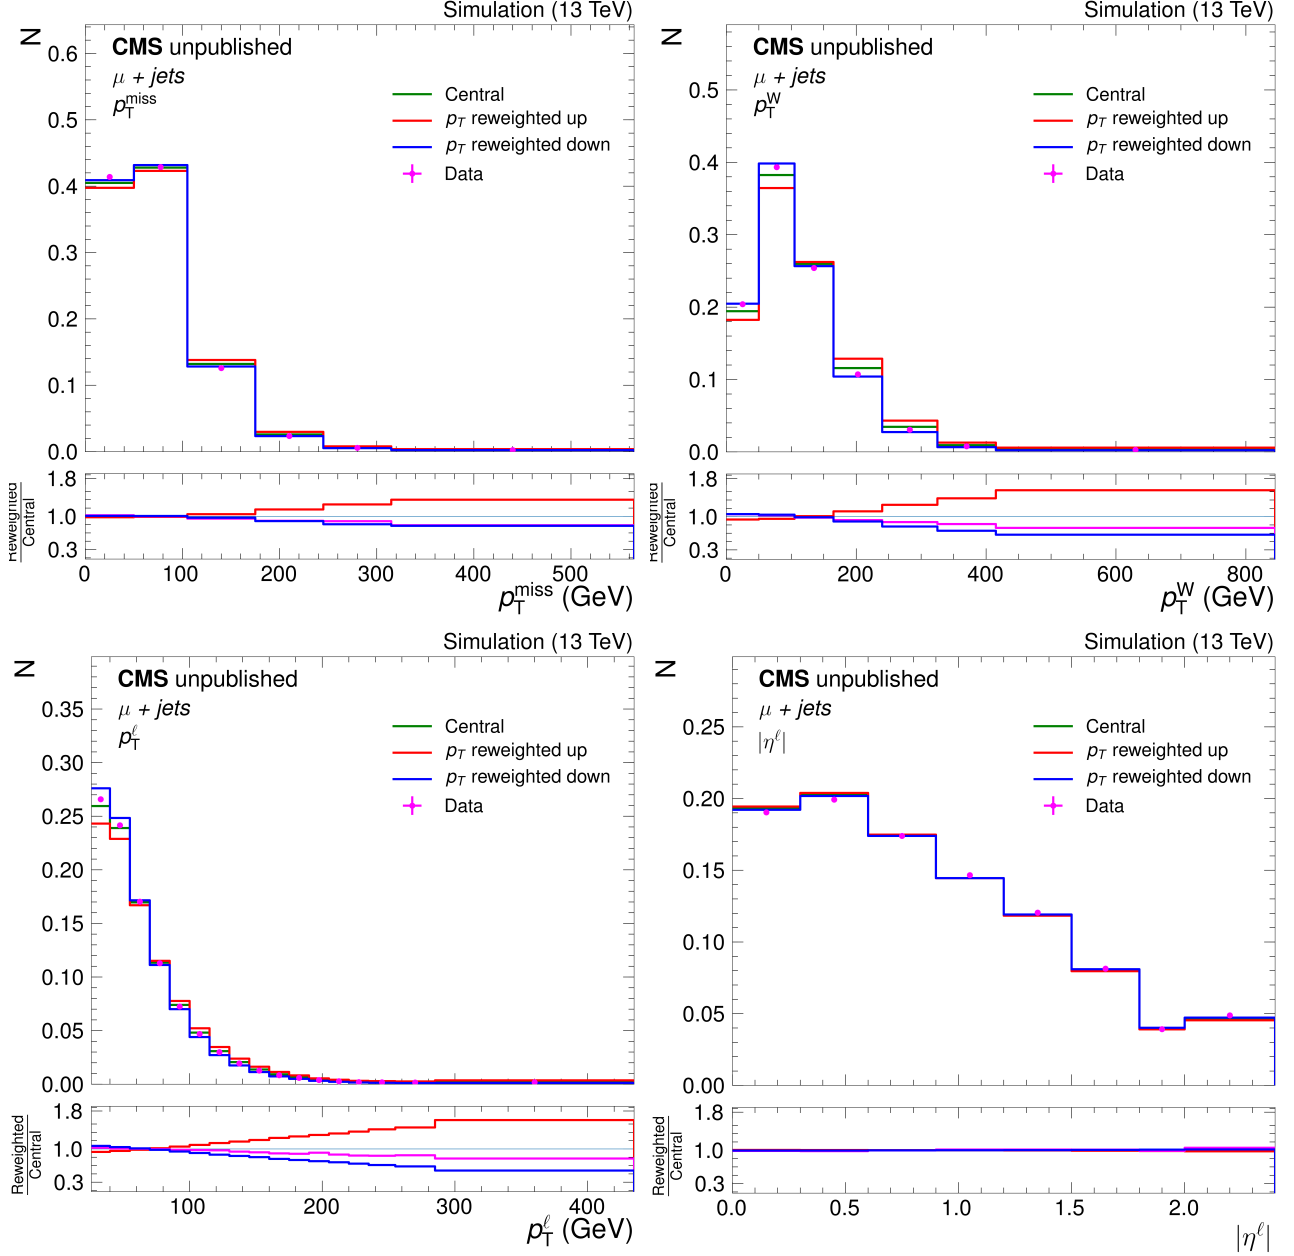 Simulation (13 TeV)
N
CMS unpublished
μ + jets
p_T^miss
Central
p_T reweighted up
p_T reweighted down
Data
0.6
0.5
0.4
0.3
0.2
0.1
0.0
Reweighted
Central
1.8
1.0
0.3
0 100 200 300 400 500
p_T^miss (GeV)
Simulation (13 TeV)
N
CMS unpublished
μ + jets
p_T^W
Central
p_T reweighted up
p_T reweighted down
Data
0.5
0.4
0.3
0.2
0.1
0.0
Reweighted
Central
1.8
1.0
0.3
0 200 400 600 800
p_T^W (GeV)
Simulation (13 TeV)
N
CMS unpublished
μ + jets
p_T^ℓ
Central
p_T reweighted up
p_T reweighted down
Data
0.35
0.30
0.25
0.20
0.15
0.10
0.05
0.00
Reweighted
Central
1.8
1.0
0.3
100 200 300 400
p_T^ℓ (GeV)
Simulation (13 TeV)
N
CMS unpublished
μ + jets
|η^ℓ|
Central
p_T reweighted up
p_T reweighted down
Data
0.25
0.20
0.15
0.10
0.05
0.00
Reweighted
Central
1.8
1.0
0.3
0.0 0.5 1.0 1.5 2.0
|η^ℓ|